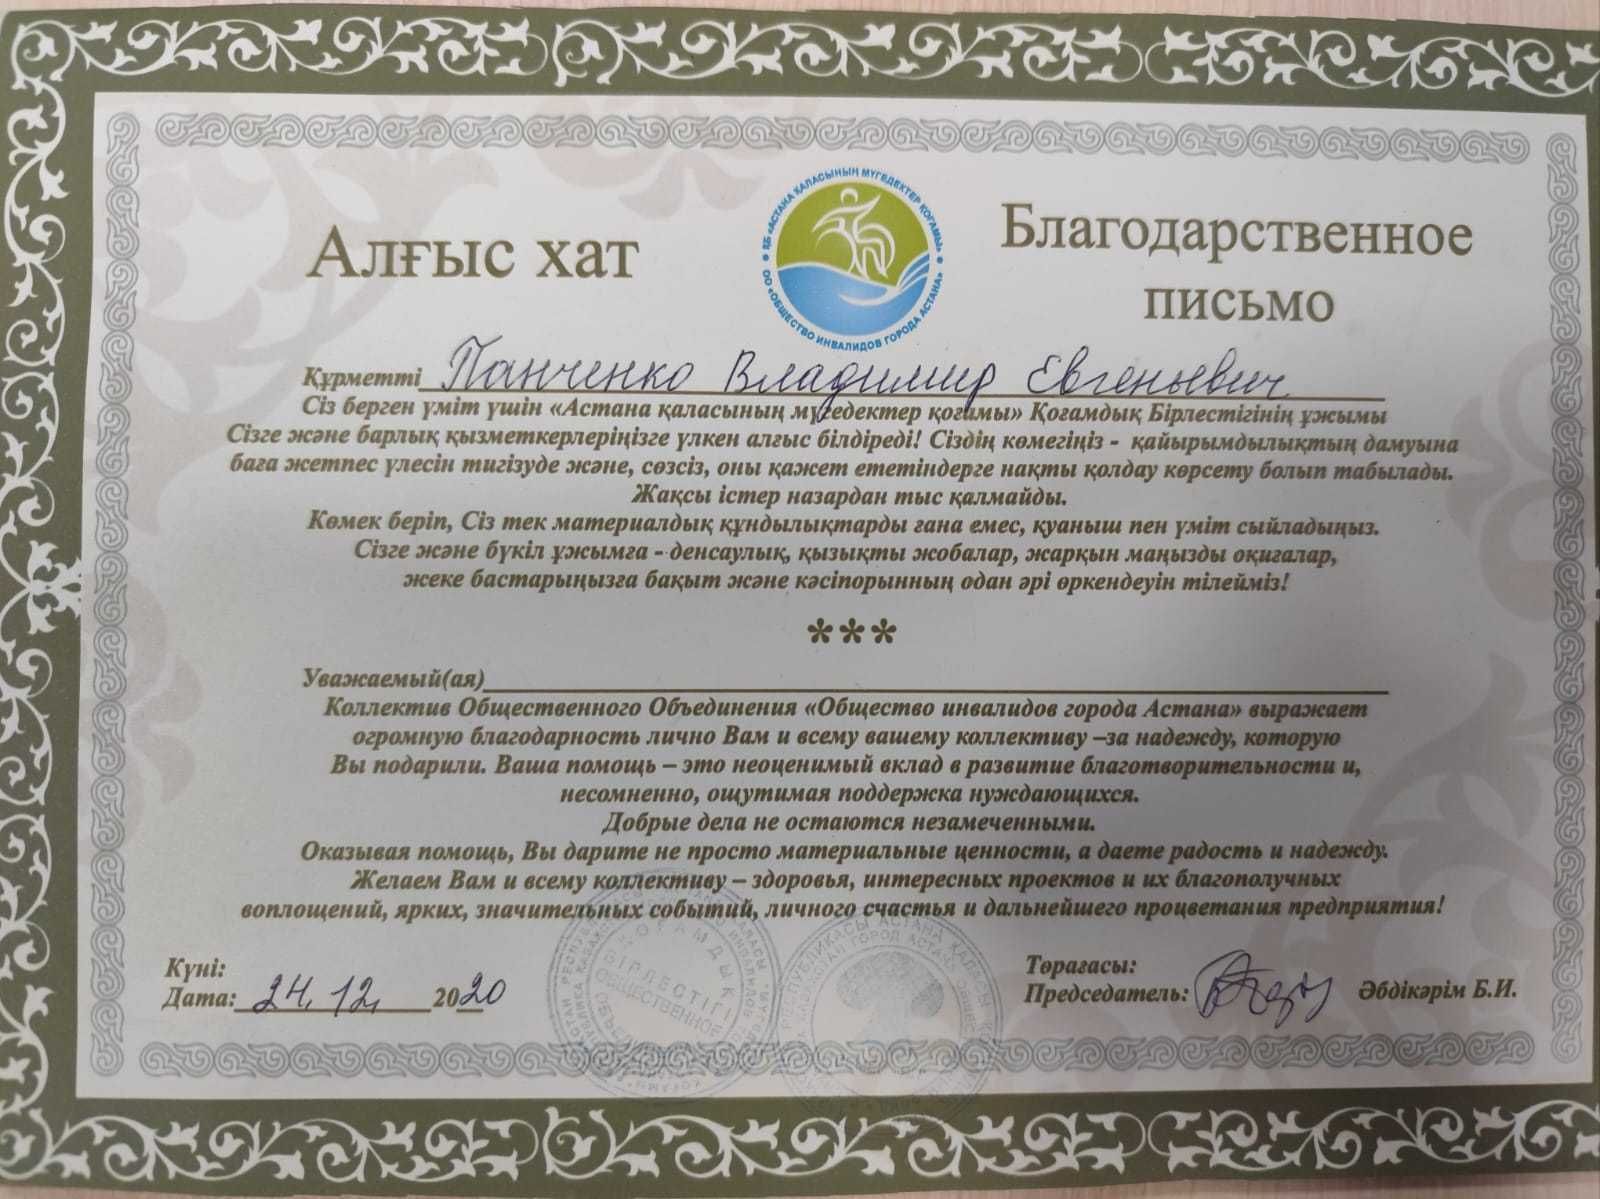 Алғыс хат
ҚБ «АСТАНА ҚАЛАСЫНЫҢ МҮГЕДЕКТЕР ҚОҒАМЫ»
ОО «ОБЩЕСТВО ИНВАЛИДОВ ГОРОДА АСТАНА»
Благодарственное
письмо
Құрметті Панченко Владимир Евгеньевич
Сіз берген үміт үшін «Астана қаласының мүгедектер қоғамы» Қоғамдық Бірлестігінің ұжымы
Сізге және барлық қызметкерлеріңізге үлкен алғыс білдіреді! Сіздің көмегіңіз - қайырымдылықтың дамуына
баға жетпес үлесін тигізуде және, сөзсіз, оны қажет ететіндерге нақты қолдау көрсету болып табылады.
Жақсы істер назардан тыс қалмайды.
Көмек беріп, Сіз тек материалдық құндылықтарды ғана емес, қуаныш пен үміт сыйладыңыз.
Сізге және бүкіл ұжымға - денсаулық, қызықты жобалар, жарқын маңызды оқиғалар,
жеке бастарыңызға бақыт және кәсіпорынның одан әрі өркендеуін тілейміз!
***
Уважаемый(ая)
Коллектив Общественного Объединения «Общество инвалидов города Астана» выражает
огромную благодарность лично Вам и всему вашему коллективу –за надежду, которую
Вы подарили. Ваша помощь – это неоценимый вклад в развитие благотворительности и,
несомненно, ощутимая поддержка нуждающихся.
Добрые дела не остаются незамеченными.
Оказывая помощь, Вы дарите не просто материальные ценности, а даете радость и надежду.
Желаем Вам и всему коллективу – здоровья, интересных проектов и их благополучных
воплощений, ярких, значительных событий, личного счастья и дальнейшего процветания предприятия!
Күні:
Дата: 24.12. 2020
ҚОҒАМДЫҚ
БІРЛЕСТІГІ
ОБЩЕСТВЕННОЕ
Төрағасы:
Председатель: Әбдікәрім Б.И.